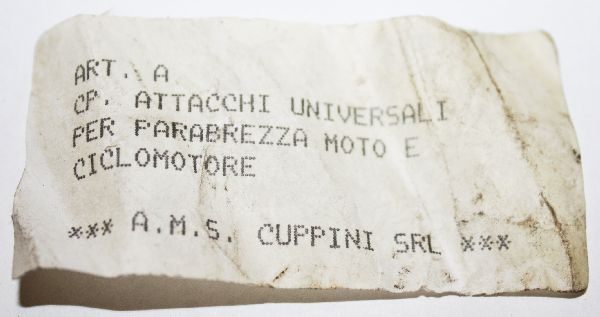 ART. A
CP. ATTACCHI UNIVERSALI
PER PARABREZZA MOTO E
CICLOMOTORE
*** A.M.S. CUPPINI SRL ***